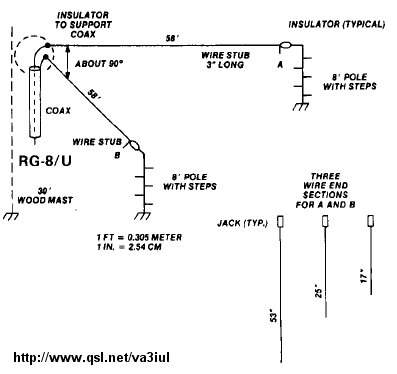 INSULATOR
TO SUPPORT
COAX
58'
INSULATOR (TYPICAL)
WIRE STUB
3" LONG
A
ABOUT 90°
8' POLE
WITH STEPS
58'
COAX
WIRE STUB
B
RG-8/U
8' POLE
WITH STEPS
30'
WOOD MAST
THREE
WIRE END
SECTIONS
FOR A AND B
JACK (TYP.)
1 FT = 0.305 METER
1 IN. = 2.54 CM
53"
25"
17"
http://www.qsl.net/va3iul